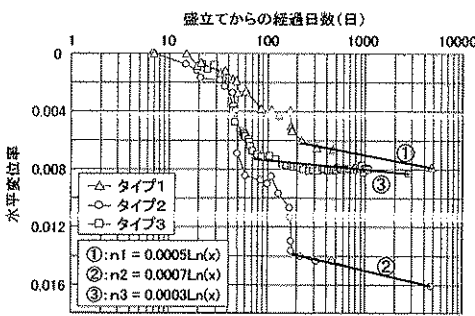 盛立てからの経過日数(日)
1 10 100 1000 10000
0
0.004
0.008
0.012
0.016
水平変位率
タイプ1
タイプ2
タイプ3
①:n1 = 0.0005Ln(x)
②:n2 = 0.0007Ln(x)
③:n3 = 0.0003Ln(x)
①
③
②